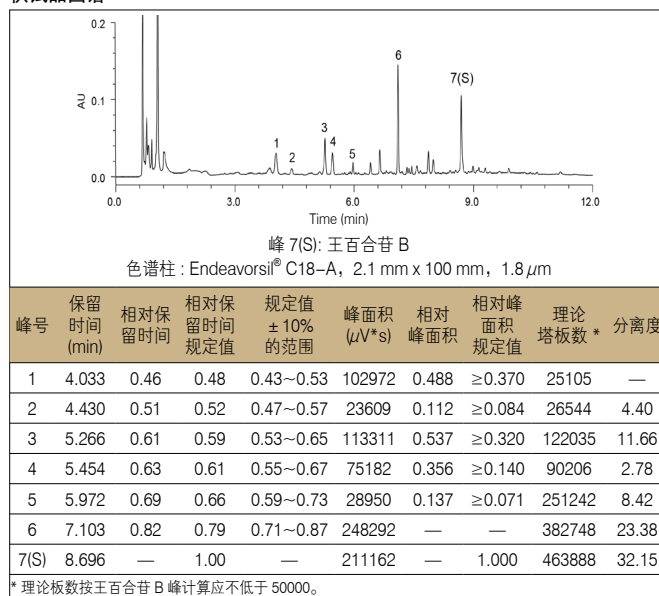 0.2
6
7(S)
AU
0.1
3
1
4
2
5
0.0
0.0 3.0 6.0 9.0 12.0
Time (min)
峰 7(S): 王百合苷 B
色谱柱 : Endeavorsil® C18-A，2.1 mm x 100 mm，1.8 μm
峰号 保留时间(min) 相对保留时间 相对保留时间规定值 规定值± 10%的范围 峰面积(μV*s) 相对峰面积 相对峰面积规定值 理论塔板数 * 分离度
1 4.033 0.46 0.48 0.43~0.53 102972 0.488 ≥0.370 25105 —
2 4.430 0.51 0.52 0.47~0.57 23609 0.112 ≥0.084 26544 4.40
3 5.266 0.61 0.59 0.53~0.65 113311 0.537 ≥0.320 122035 11.66
4 5.454 0.63 0.61 0.55~0.67 75182 0.356 ≥0.140 90206 2.78
5 5.972 0.69 0.66 0.59~0.73 28950 0.137 ≥0.071 251242 8.42
6 7.103 0.82 0.79 0.71~0.87 248292 — — 382748 23.38
7(S) 8.696 — 1.00 — 211162 — 1.000 463888 32.15
* 理论板数按王百合苷 B 峰计算应不低于 50000。